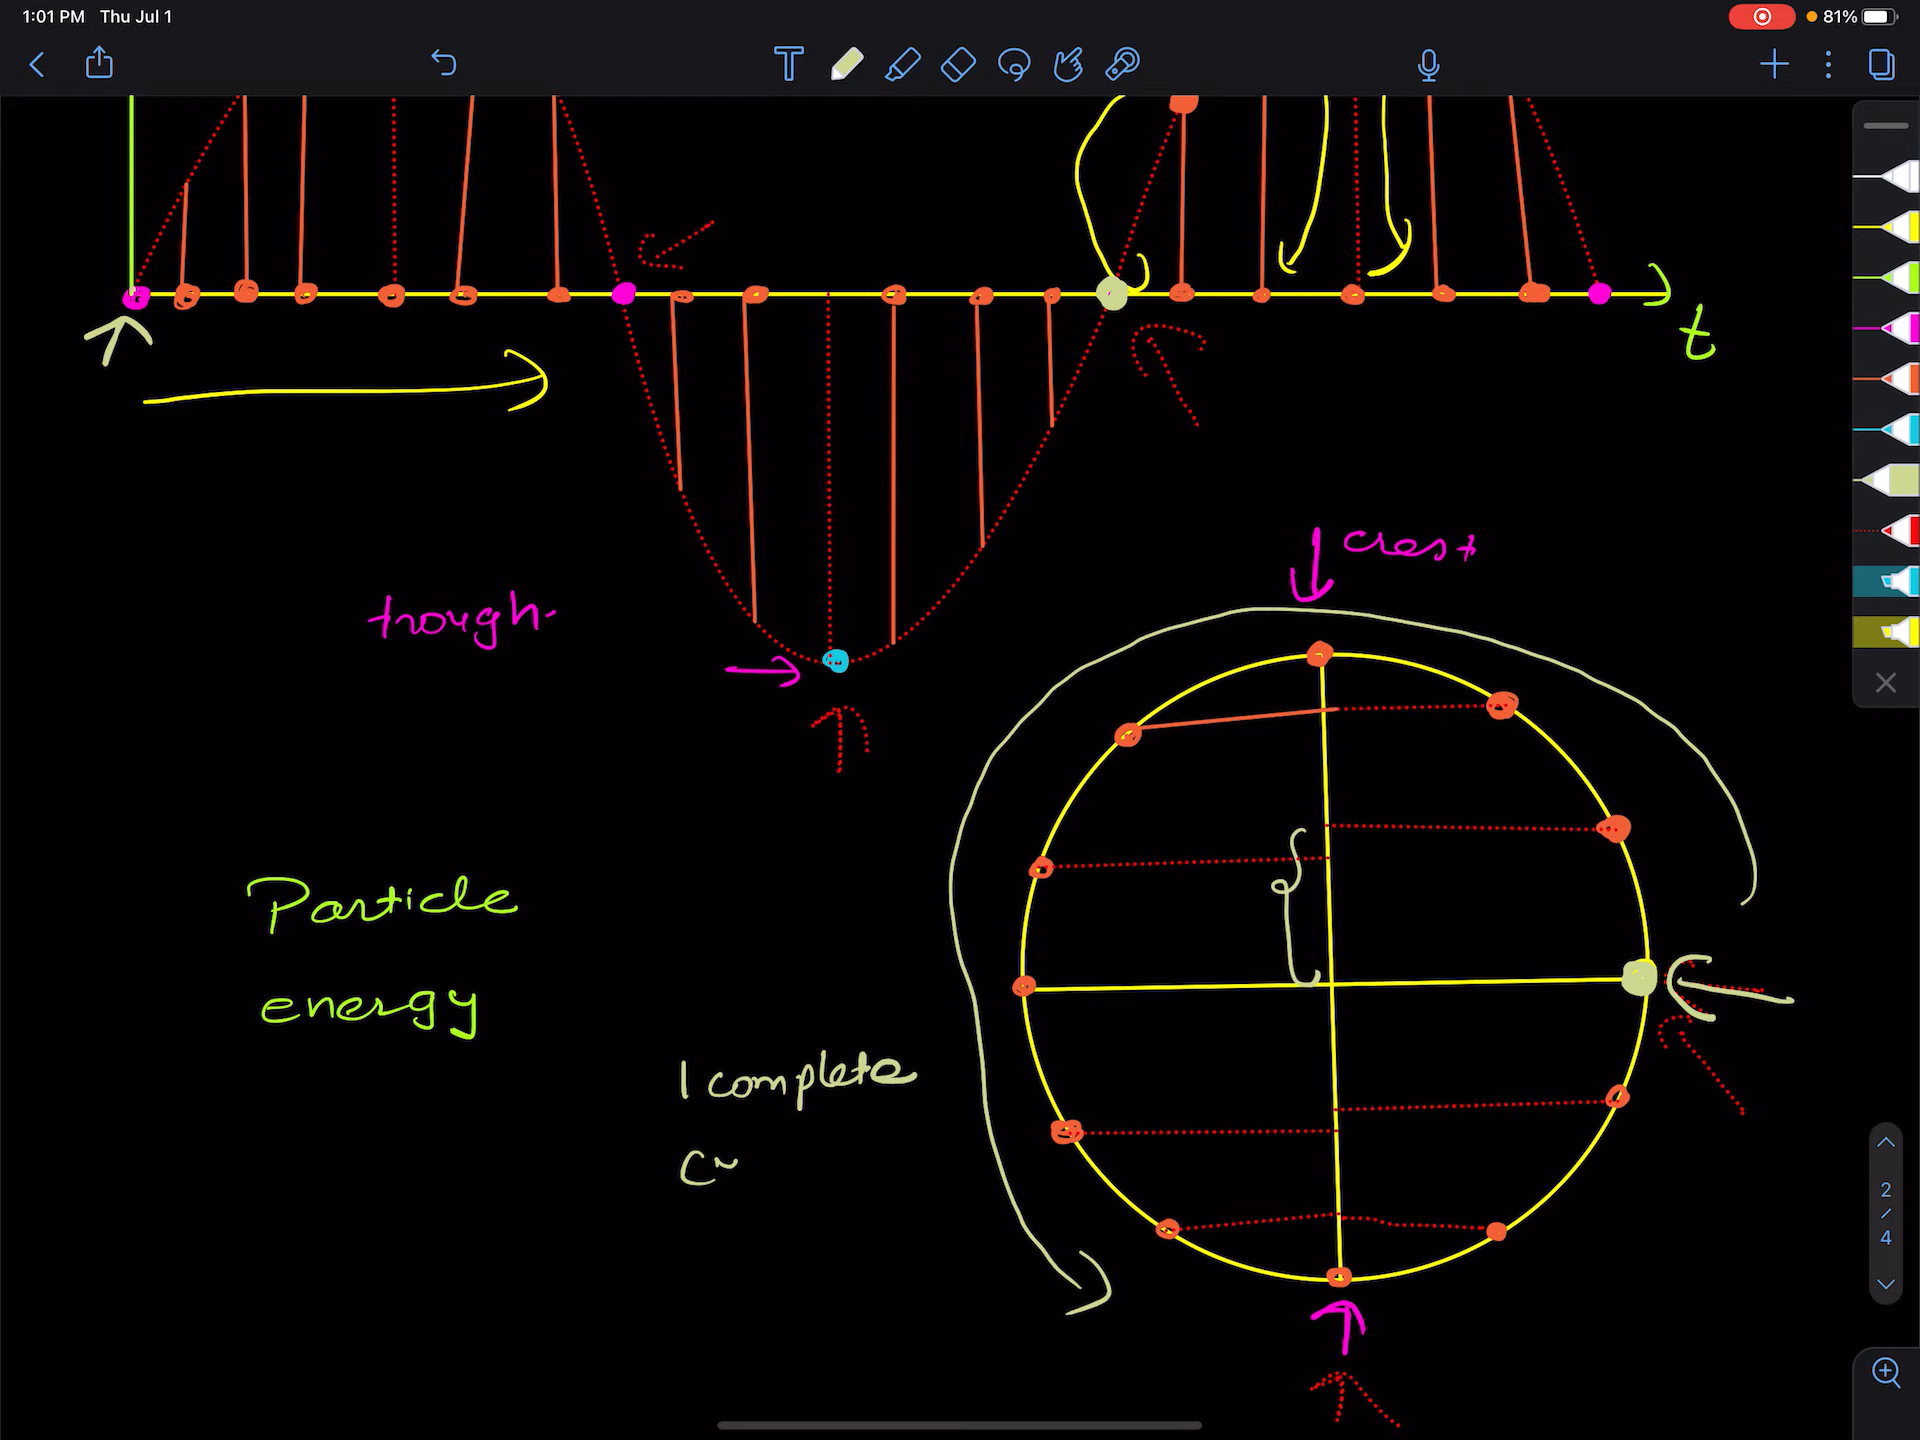 1:01 PM Thu Jul 1
81%
T
t
crest
trough
Particle
energy
1 complete
2
/
4